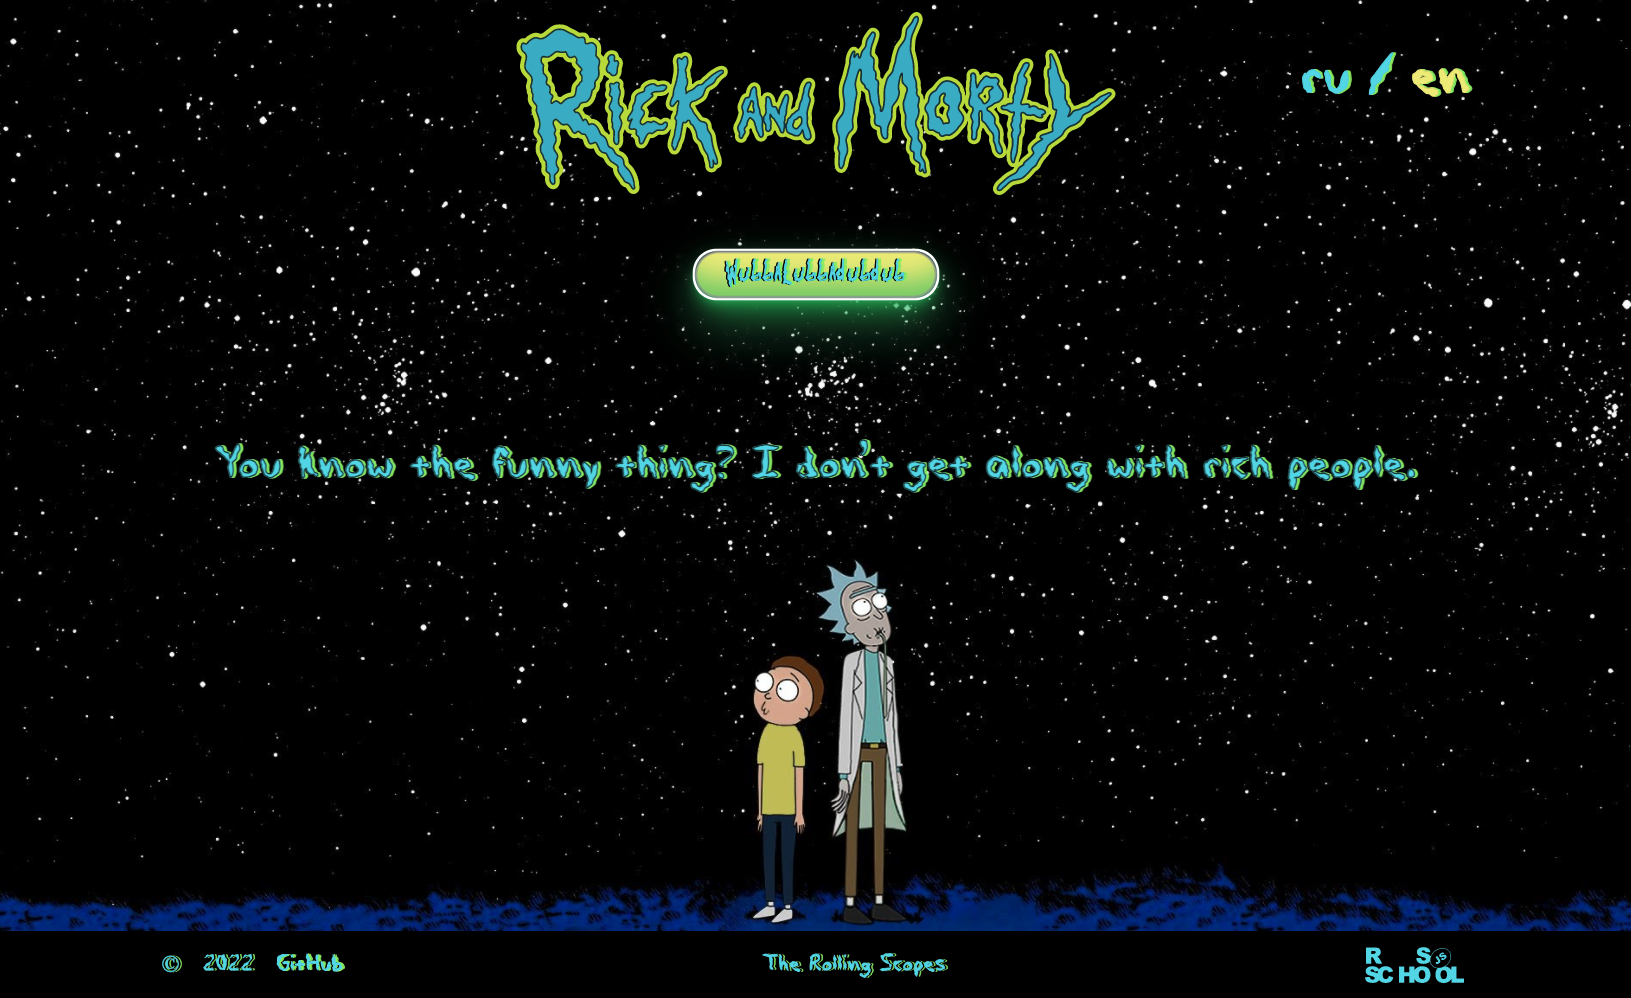 Rick and Morty
ru / en
WubbALubbAdubdub
You know the funny thing? I don't get along with rich people.
© 2022 GitHub
The Rolling Scopes
R S JS
SCHOOL